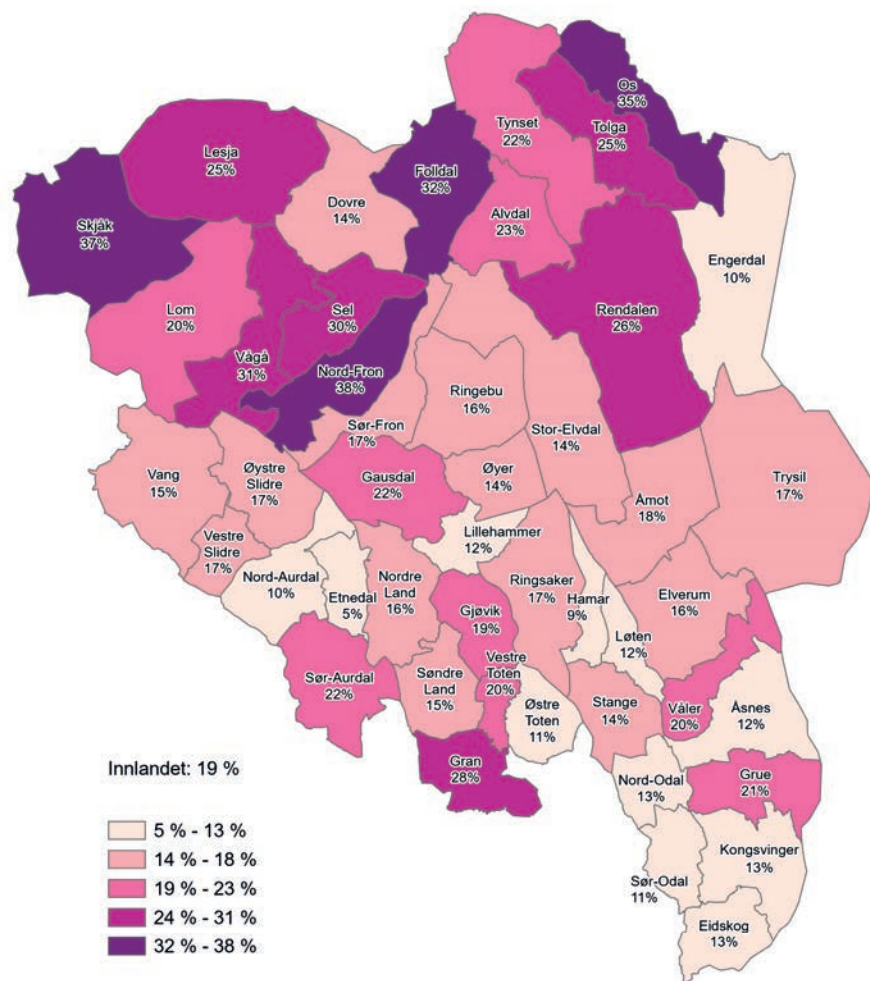 Os
35%
Tynset
22%
Tolga
25%
Lesja
25%
Folldal
32%
Dovre
14%
Alvdal
23%
Skjåk
37%
Engerdal
10%
Lom
20%
Sel
30%
Rendalen
26%
Vågå
31%
Nord-Fron
38%
Ringebu
16%
Sør-Fron
17%
Stor-Elvdal
14%
Vang
15%
Øystre
Slidre
17%
Gausdal
22%
Øyer
14%
Trysil
17%
Åmot
18%
Vestre
Slidre
17%
Lillehammer
12%
Nord-Aurdal
10%
Etnedal
5%
Nordre
Land
16%
Ringsaker
17%
Hamar
9%
Elverum
16%
Gjøvik
19%
Løten
12%
Sør-Aurdal
22%
Søndre
Land
15%
Vestre
Toten
20%
Østre
Toten
11%
Stange
14%
Våler
20%
Åsnes
12%
Gran
28%
Nord-Odal
13%
Grue
21%
Kongsvinger
13%
Sør-Odal
11%
Eidskog
13%
Innlandet: 19 %
5 % - 13 %
14 % - 18 %
19 % - 23 %
24 % - 31 %
32 % - 38 %